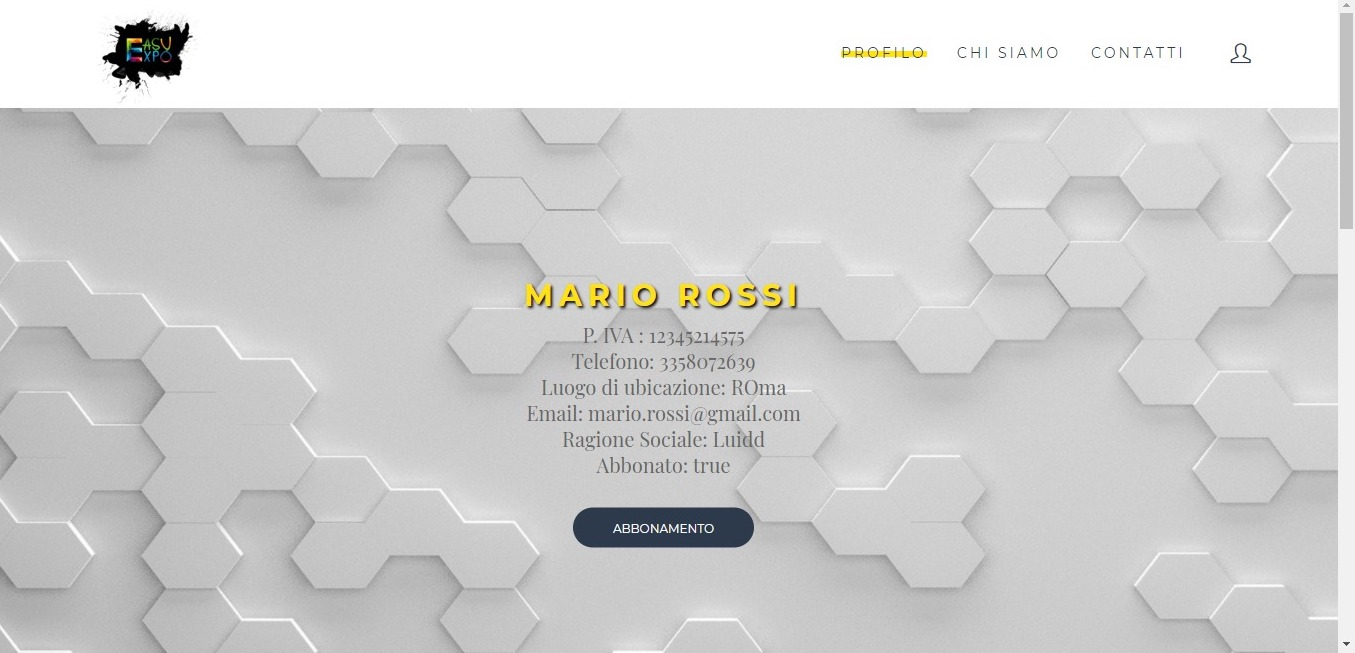 EASY
EXPO
PROFILO
CHI SIAMO
CONTATTI
MARIO ROSSI
P. IVA : 12345214575
Telefono: 3358072639
Luogo di ubicazione: ROma
Email: mario.rossi@gmail.com
Ragione Sociale: Luidd
Abbonato: true
ABBONAMENTO